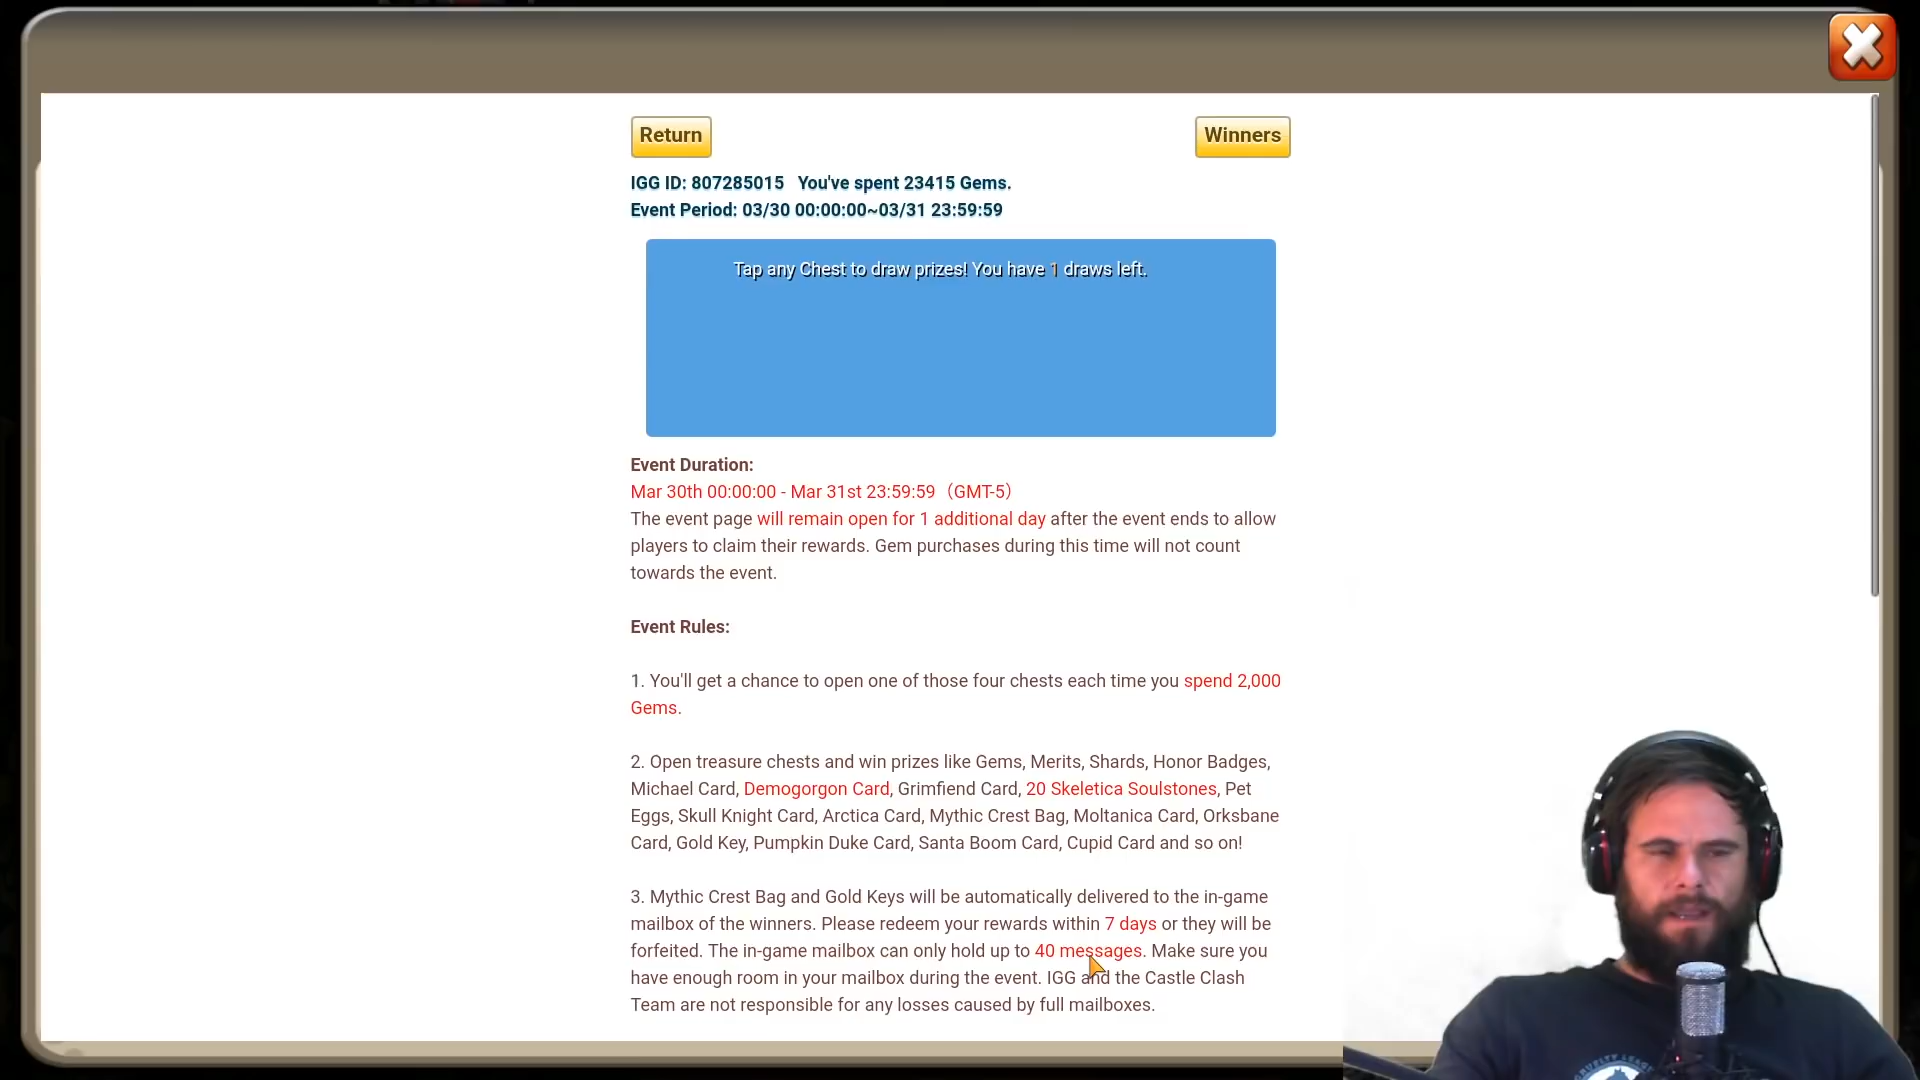 Return
Winners
IGG ID: 807285015 You've spent 23415 Gems.
Event Period: 03/30 00:00:00~03/31 23:59:59
Tap any Chest to draw prizes! You have 1 draws left.
Event Duration:
Mar 30th 00:00:00 - Mar 31st 23:59:59（GMT-5）
The event page will remain open for 1 additional day after the event ends to allow
players to claim their rewards. Gem purchases during this time will not count
towards the event.
Event Rules:
1. You'll get a chance to open one of those four chests each time you spend 2,000
Gems.
2. Open treasure chests and win prizes like Gems, Merits, Shards, Honor Badges,
Michael Card, Demogorgon Card, Grimfiend Card, 20 Skeletica Soulstones, Pet
Eggs, Skull Knight Card, Arctica Card, Mythic Crest Bag, Moltanica Card, Orksbane
Card, Gold Key, Pumpkin Duke Card, Santa Boom Card, Cupid Card and so on!
3. Mythic Crest Bag and Gold Keys will be automatically delivered to the in-game
mailbox of the winners. Please redeem your rewards within 7 days or they will be
forfeited. The in-game mailbox can only hold up to 40 messages. Make sure you
have enough room in your mailbox during the event. IGG and the Castle Clash
Team are not responsible for any losses caused by full mailboxes.